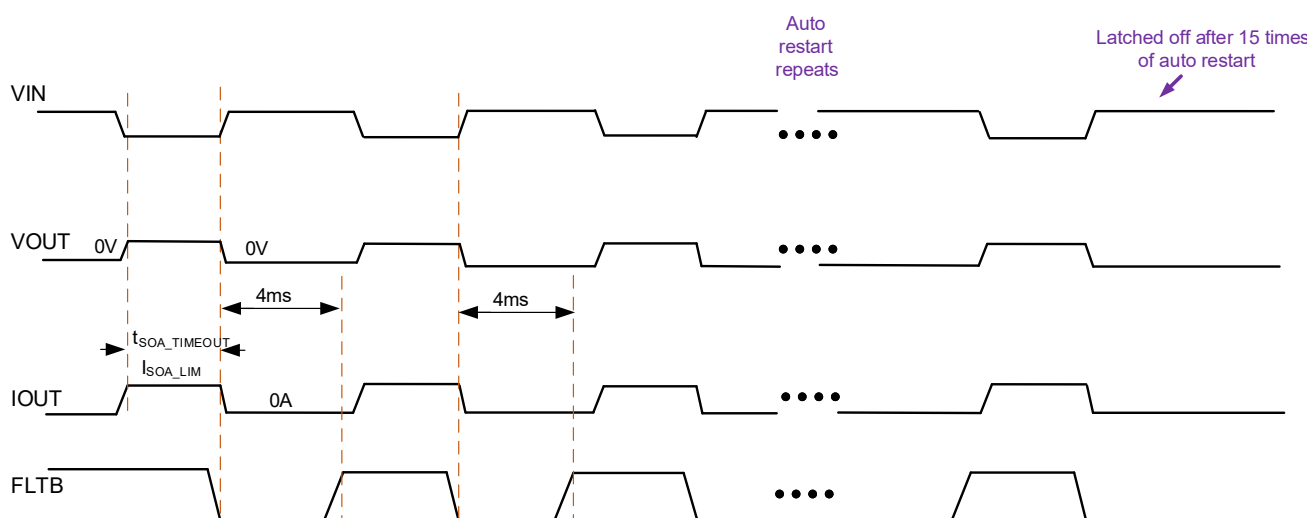 Auto
restart
repeats
Latched off after 15 times
of auto restart
VIN
VOUT
0V
0V
4ms
4ms
tSOA_TIMEOUT
ISOA_LIM
IOUT
0A
FLTB